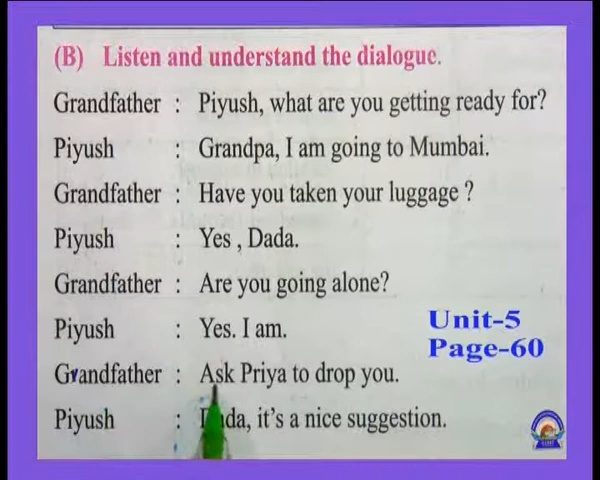 (B) Listen and understand the dialogue.
Grandfather : Piyush, what are you getting ready for?
Piyush : Grandpa, I am going to Mumbai.
Grandfather : Have you taken your luggage ?
Piyush : Yes , Dada.
Grandfather : Are you going alone?
Piyush : Yes. I am.
Unit-5
Page-60
Grandfather : Ask Priya to drop you.
Piyush : Dada, it's a nice suggestion.